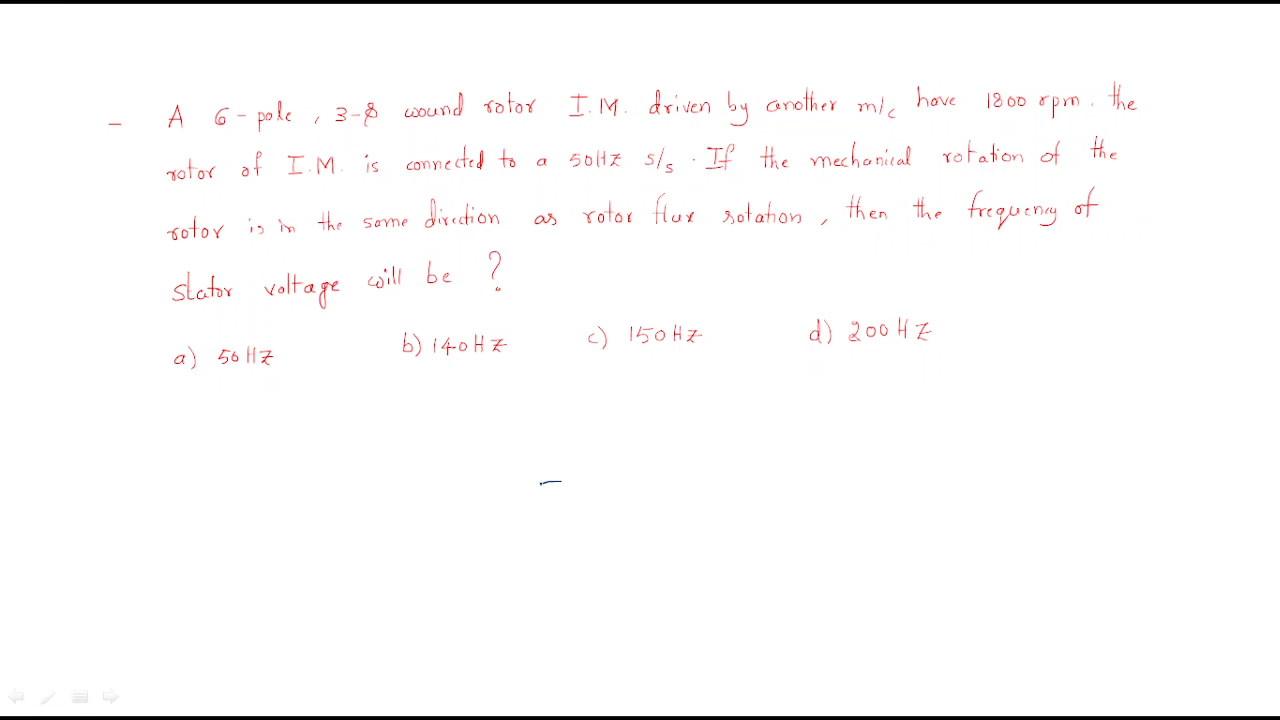 - A 6-pole, 3-ϕ wound rotor I.M. driven by another m/c have 1800 rpm. the
rotor of I.M. is connected to a 50HZ s/s. If the mechanical rotation of the
rotor is in the same direction as rotor flux rotation, then the frequency of
stator voltage will be ?
a) 50HZ b) 140HZ c) 150HZ d) 200HZ